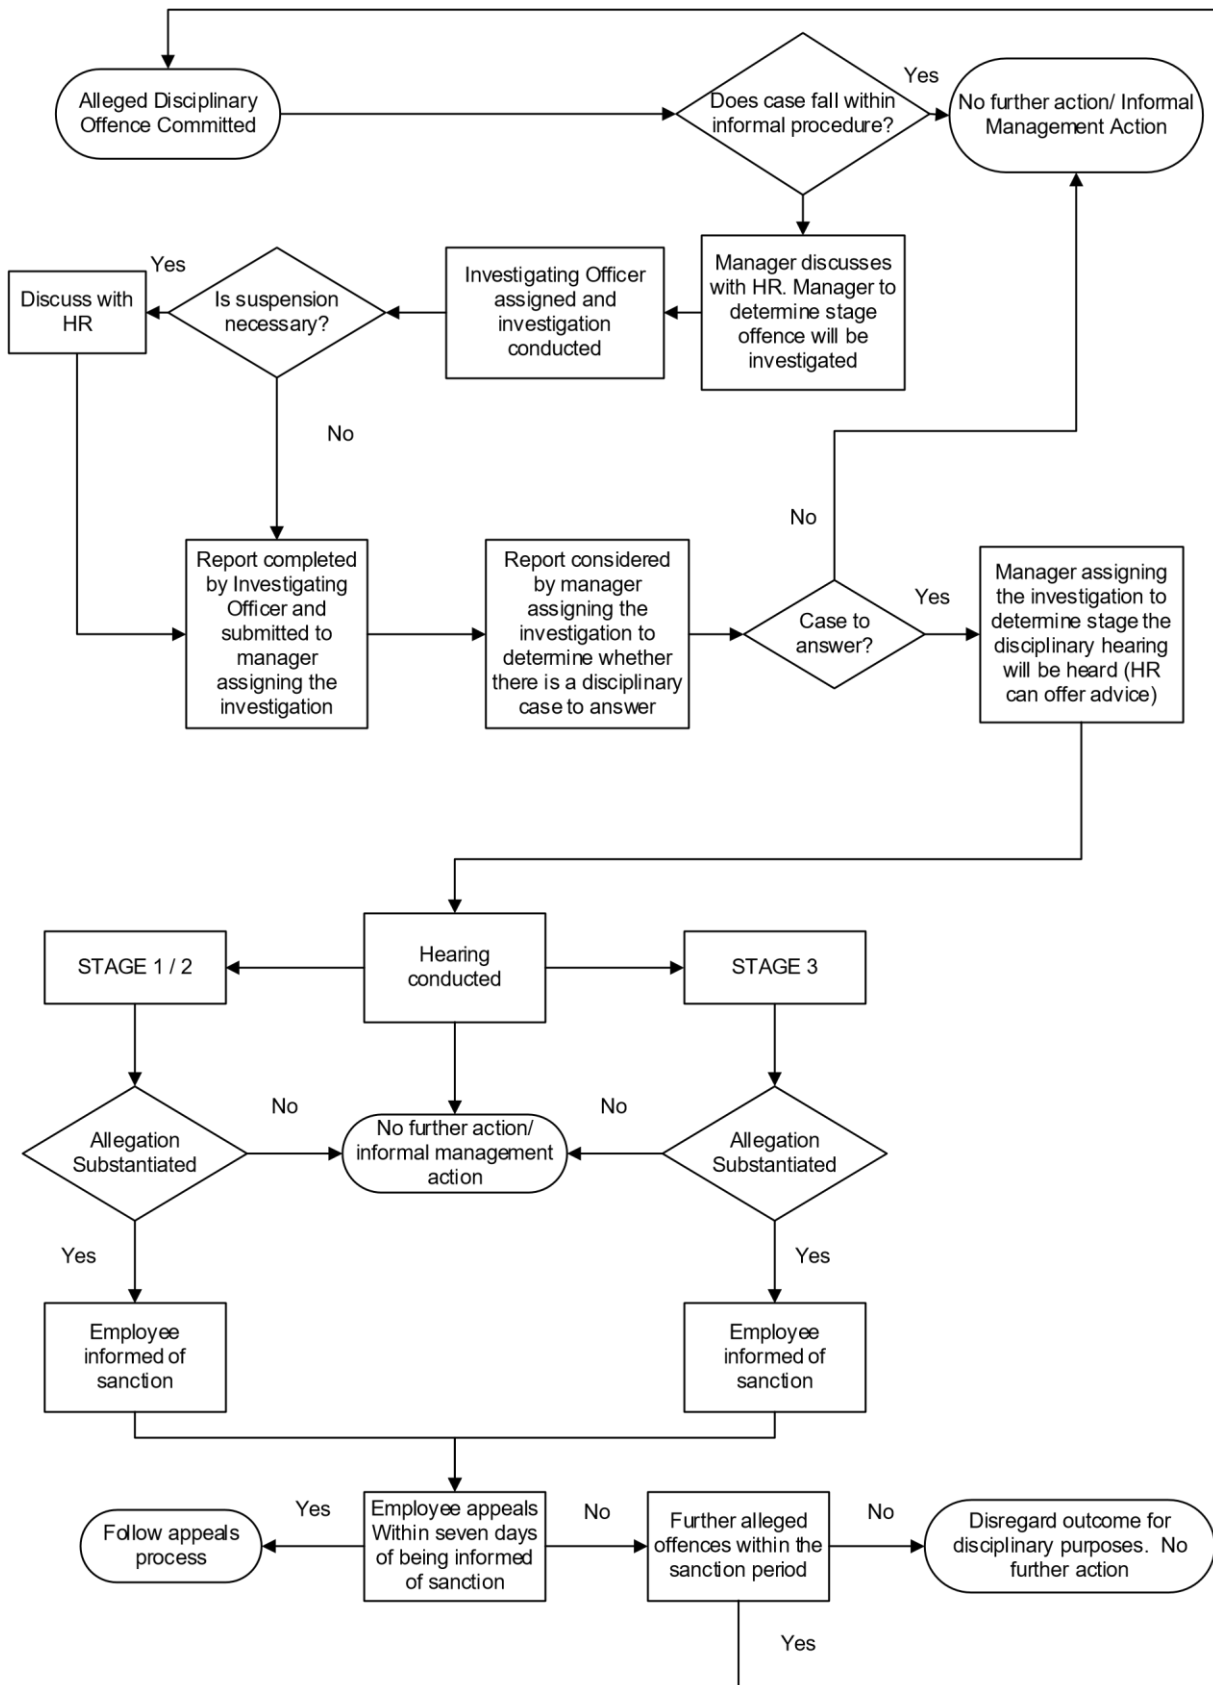 Alleged Disciplinary
Offence Committed
Does case fall within
informal procedure?
Yes
No further action/ Informal
Management Action
Discuss with
HR
Yes
Is suspension
necessary?
No
Investigating Officer
assigned and
investigation
conducted
Manager discusses
with HR. Manager to
determine stage
offence will be
investigated
Report completed
by Investigating
Officer and
submitted to
manager
assigning the
investigation
Report considered
by manager
assigning the
investigation to
determine whether
there is a disciplinary
case to answer
No
Case to
answer?
Yes
Manager assigning
the investigation to
determine stage the
disciplinary hearing
will be heard (HR
can offer advice)
STAGE 1 / 2
Hearing
conducted
STAGE 3
Allegation
Substantiated
No
No further action/
informal management
action
No
Allegation
Substantiated
Yes
Yes
Employee
informed of
sanction
Employee
informed of
sanction
Follow appeals
process
Yes
Employee appeals
Within seven days
of being informed
of sanction
No
Further alleged
offences within the
sanction period
No
Disregard outcome for
disciplinary purposes.  No
further action
Yes